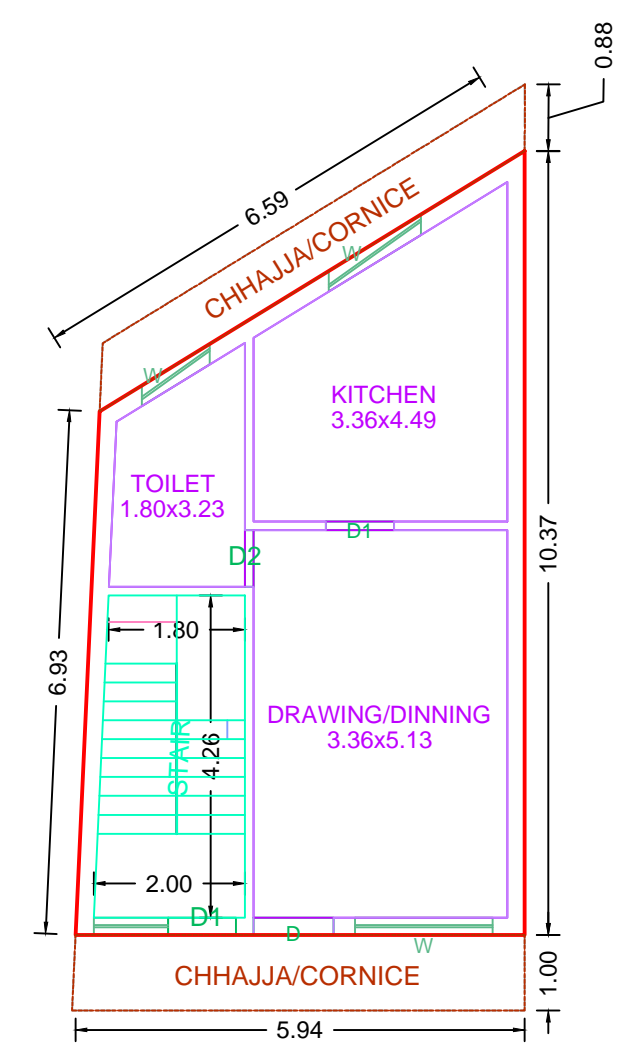 0.88
6.59
CHHAJJA/CORNICE
W
W
KITCHEN
3.36x4.49
TOILET
1.80x3.23
D1
D2
10.37
1.80
6.93
DRAWING/DINNING
3.36x5.13
STAIR
4.26
2.00
D1
D
W
CHHAJJA/CORNICE
1.00
5.94